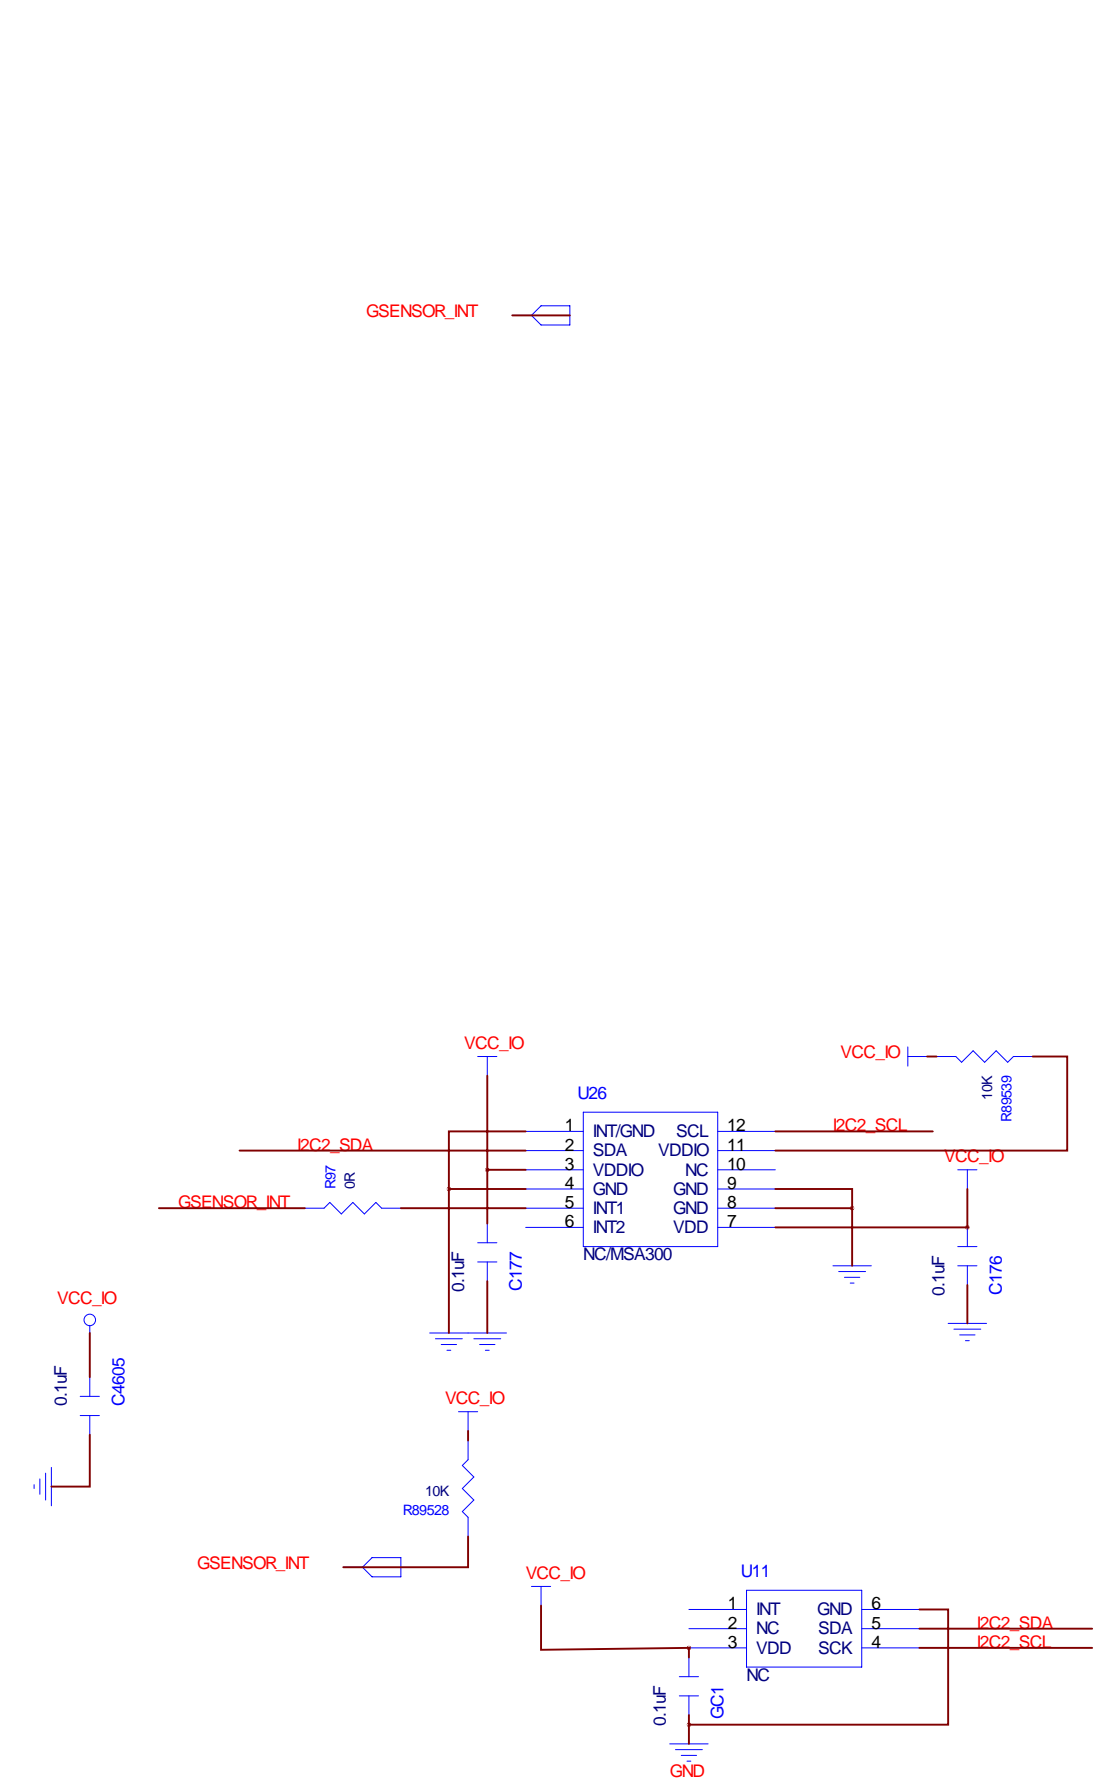 GSENSOR_INT
VCC_IO
VCC_IO
10K
R89539
U26
1 INT/GND SCL 12
2 SDA VDDIO 11
3 VDDIO NC 10
4 GND GND 9
5 INT1 GND 8
6 INT2 VDD 7
NC/MSA300
I2C2_SDA
I2C2_SCL
VCC_IO
R97
0R
GSENSOR_INT
0.1uF
C177
0.1uF
C176
VCC_IO
0.1uF
C4605
VCC_IO
10K
R89528
GSENSOR_INT
VCC_IO
U11
1 INT GND 6
2 NC SDA 5
3 VDD SCK 4
NC
I2C2_SDA
I2C2_SCL
0.1uF
GC1
GND